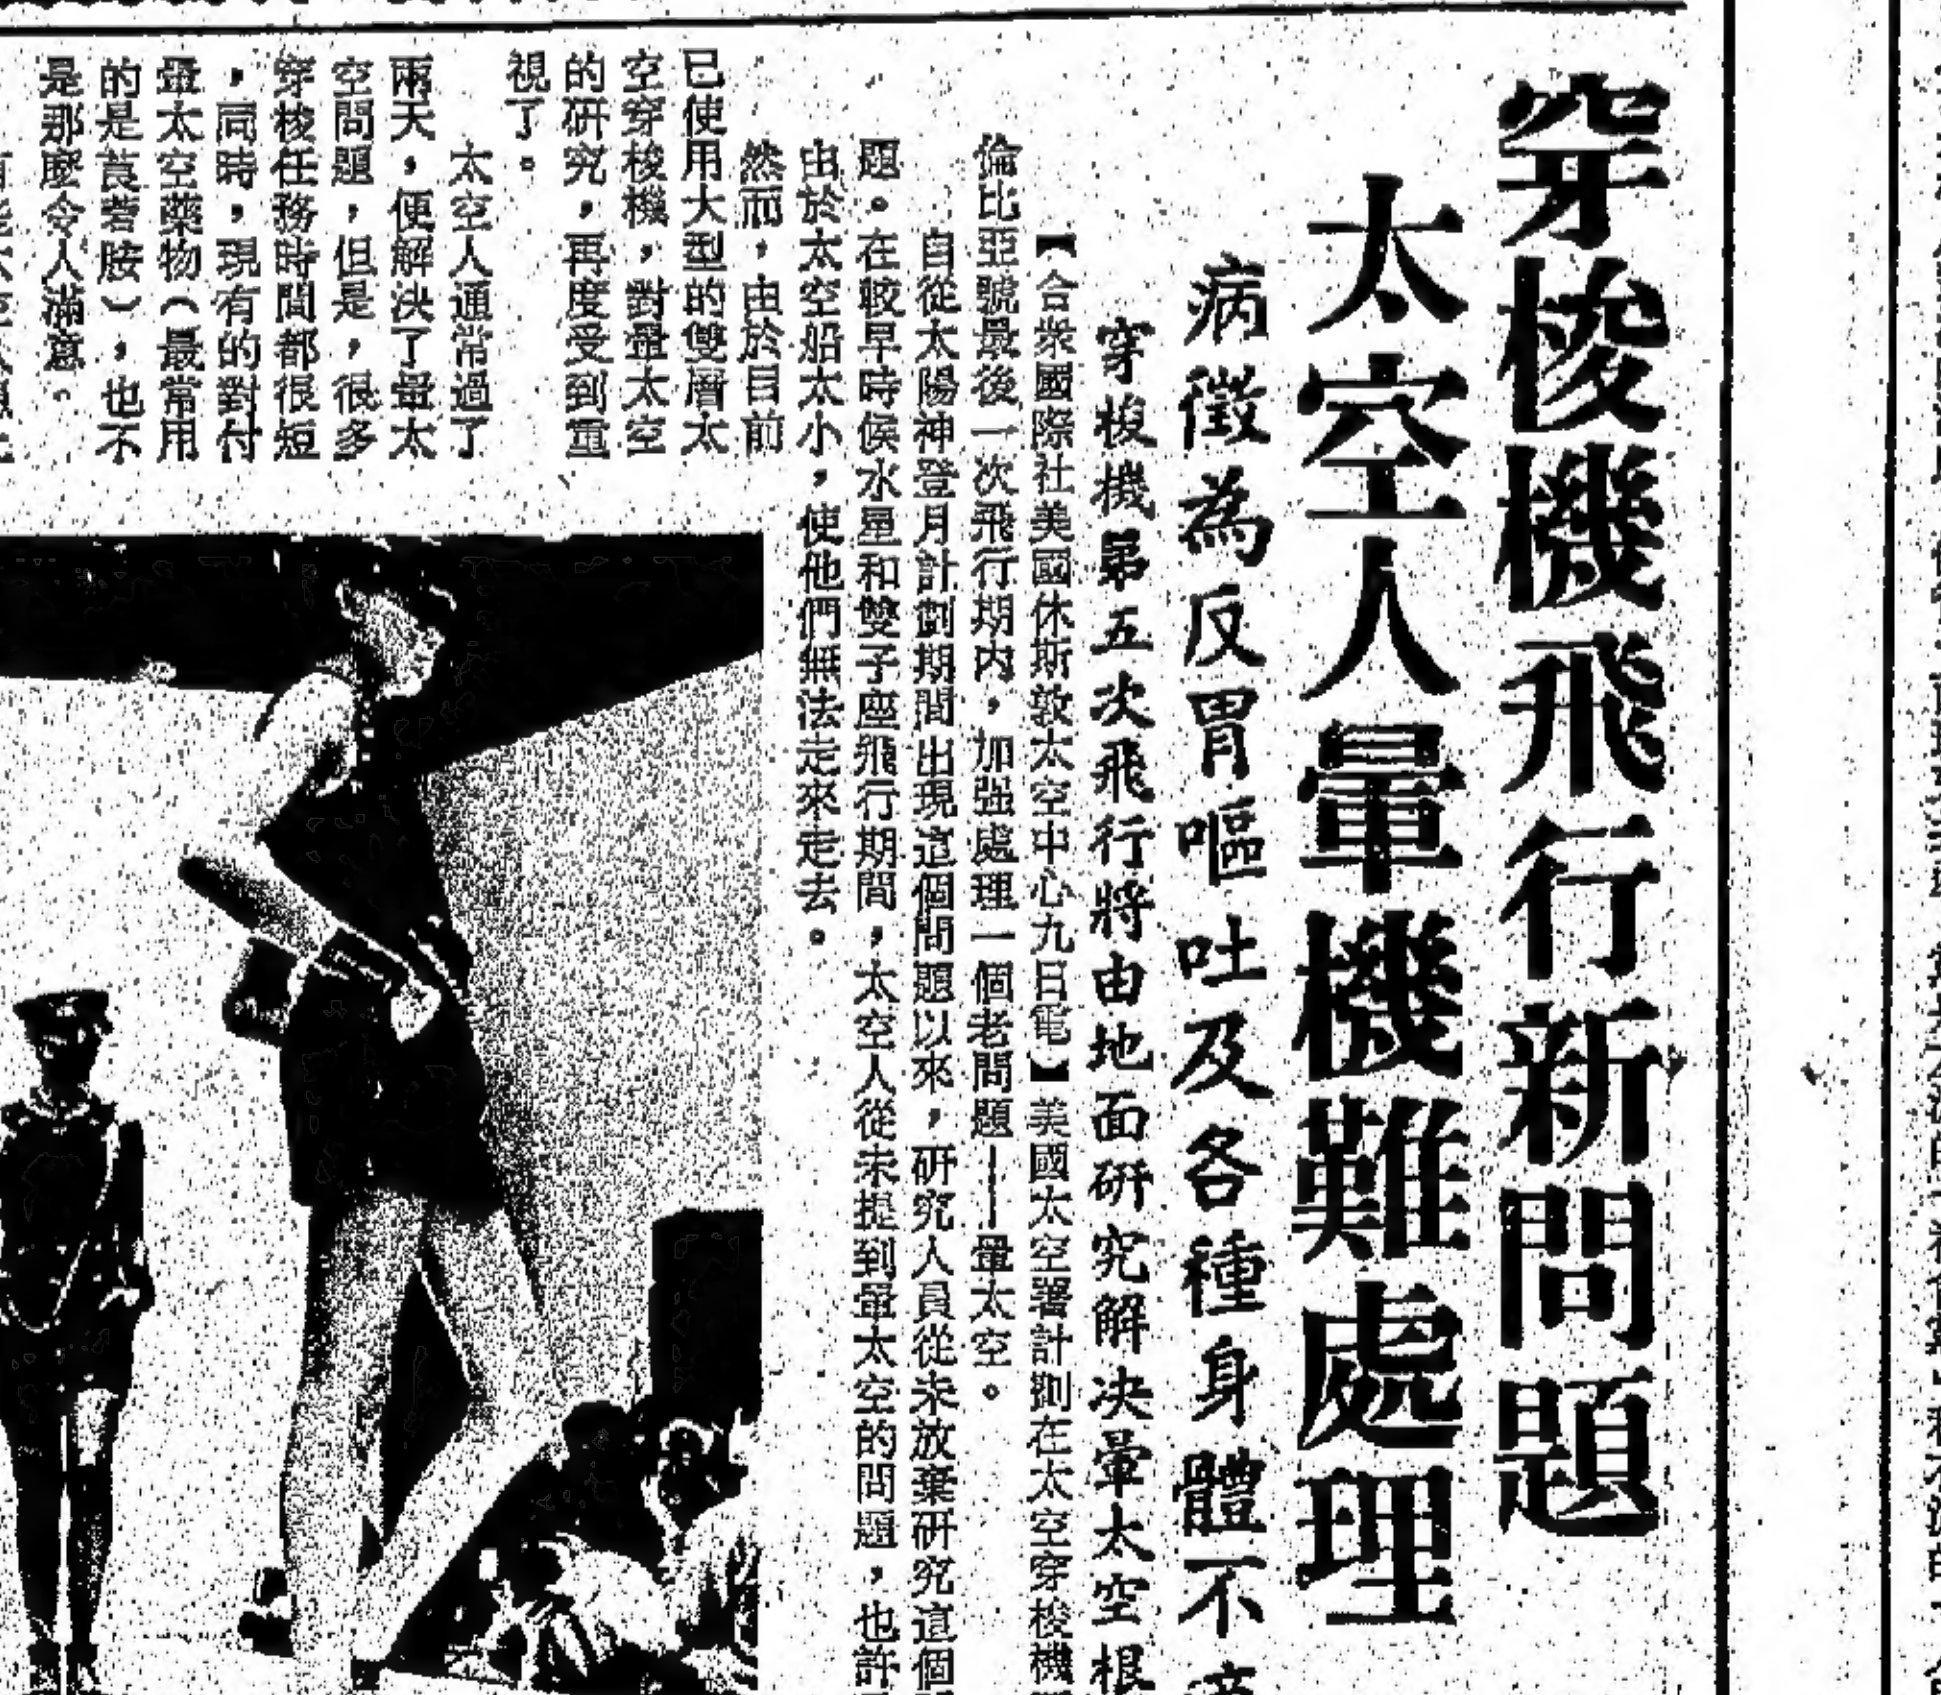 穿梭機飛行新問題
太空人暈機難處理
病徵為反胃嘔吐及各種身體不
穿梭機第五次飛行將由地面研究解决暈太空根
【合衆國際社美國休斯敦太空中心九日電】美國太空署計劃在太空穿梭機
倫比亞號最後一次飛行期内，加强處理一個老問題——暈太空。
自從太陽神登月計劃期間出現這個問題以來，研究人員從未放棄研究這個
題。在較早時候水星和雙子座飛行期間，太空人從未提到暈太空的問題，也許
由於太空船太小，使他們無法走來走去。
然而，由於目前
已使用大型的雙層太
空穿梭機，對暈太空
的研究，再度受到重
視了。
太空人通常過了
兩天，便解決了暈太
空問題，但是，很多
穿梭任務時間都很短
，同時，現有的對付
暈太空藥物（最常用
的是莨菪胺），也不
是那麼令人滿意。